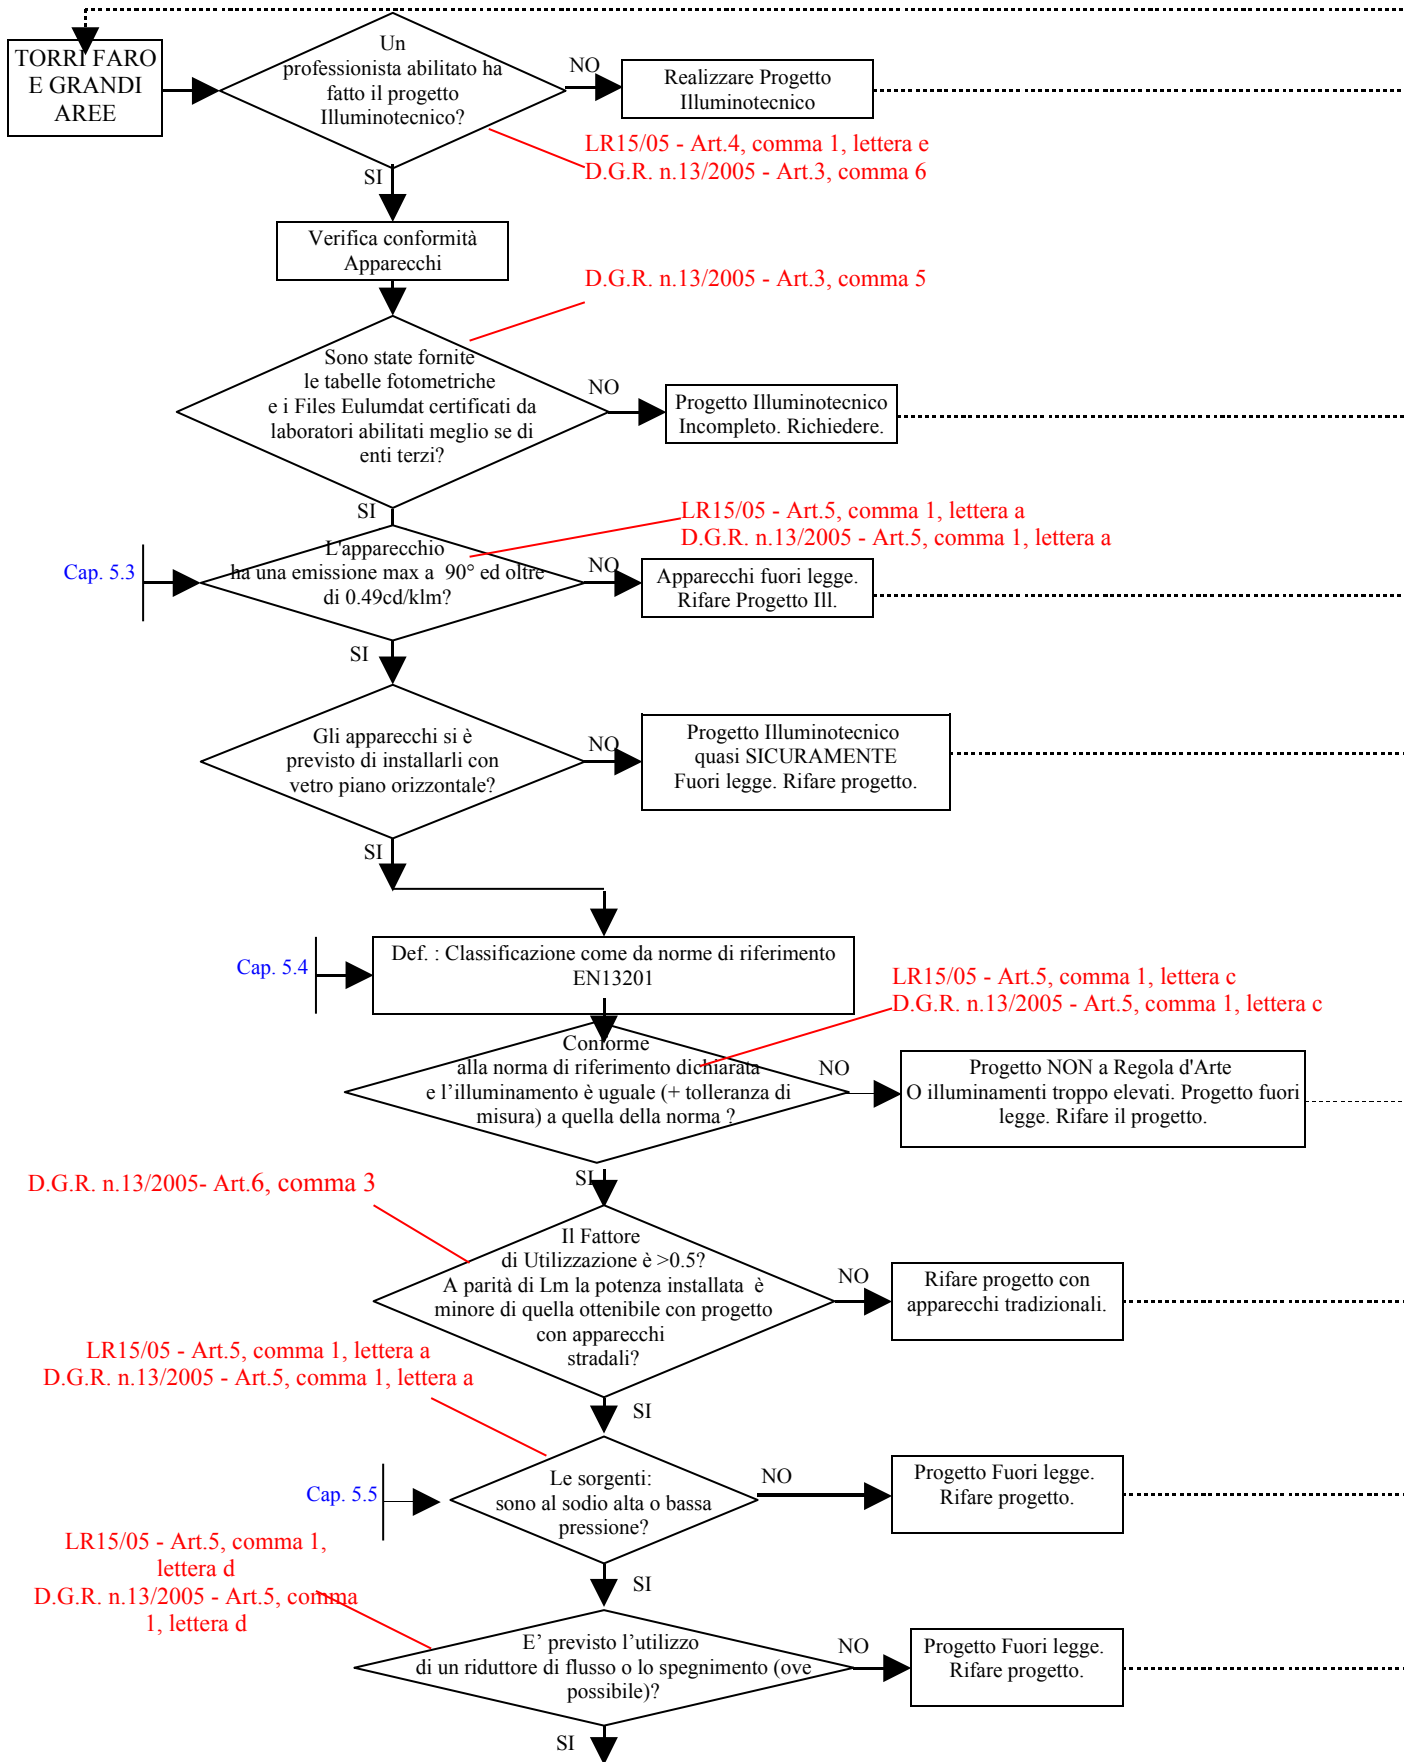 TORRI FARO
E GRANDI
AREE
Un
professionista abilitato ha
fatto il progetto
Illuminotecnico?
NO
Realizzare Progetto
Illuminotecnico
LR15/05 - Art.4, comma 1, lettera e
D.G.R. n.13/2005 - Art.3, comma 6
SI
Verifica conformità
Apparecchi
D.G.R. n.13/2005 - Art.3, comma 5
Sono state fornite
le tabelle fotometriche
e i Files Eulumdat certificati da
laboratori abilitati meglio se di
enti terzi?
NO
Progetto Illuminotecnico
Incompleto. Richiedere.
SI
LR15/05 - Art.5, comma 1, lettera a
D.G.R. n.13/2005 - Art.5, comma 1, lettera a
Cap. 5.3
L'apparecchio
ha una emissione max a 90° ed oltre
di 0.49cd/klm?
NO
Apparecchi fuori legge.
Rifare Progetto Ill.
SI
Gli apparecchi si è
previsto di installarli con
vetro piano orizzontale?
NO
Progetto Illuminotecnico
quasi SICURAMENTE
Fuori legge. Rifare progetto.
SI
Cap. 5.4
Def. : Classificazione come da norme di riferimento
EN13201
LR15/05 - Art.5, comma 1, lettera c
D.G.R. n.13/2005 - Art.5, comma 1, lettera c
Conforme
alla norma di riferimento dichiarata
e l’illuminamento è uguale (+ tolleranza di
misura) a quella della norma ?
NO
Progetto NON a Regola d'Arte
O illuminamenti troppo elevati. Progetto fuori
legge. Rifare il progetto.
SI
D.G.R. n.13/2005- Art.6, comma 3
Il Fattore
di Utilizzazione è >0.5?
A parità di Lm la potenza installata è
minore di quella ottenibile con progetto
con apparecchi
stradali?
NO
Rifare progetto con
apparecchi tradizionali.
LR15/05 - Art.5, comma 1, lettera a
D.G.R. n.13/2005 - Art.5, comma 1, lettera a
SI
Cap. 5.5
Le sorgenti:
sono al sodio alta o bassa
pressione?
NO
Progetto Fuori legge.
Rifare progetto.
LR15/05 - Art.5, comma 1,
lettera d
D.G.R. n.13/2005 - Art.5, comma
1, lettera d
SI
E’ previsto l’utilizzo
di un riduttore di flusso o lo spegnimento (ove
possibile)?
NO
Progetto Fuori legge.
Rifare progetto.
SI